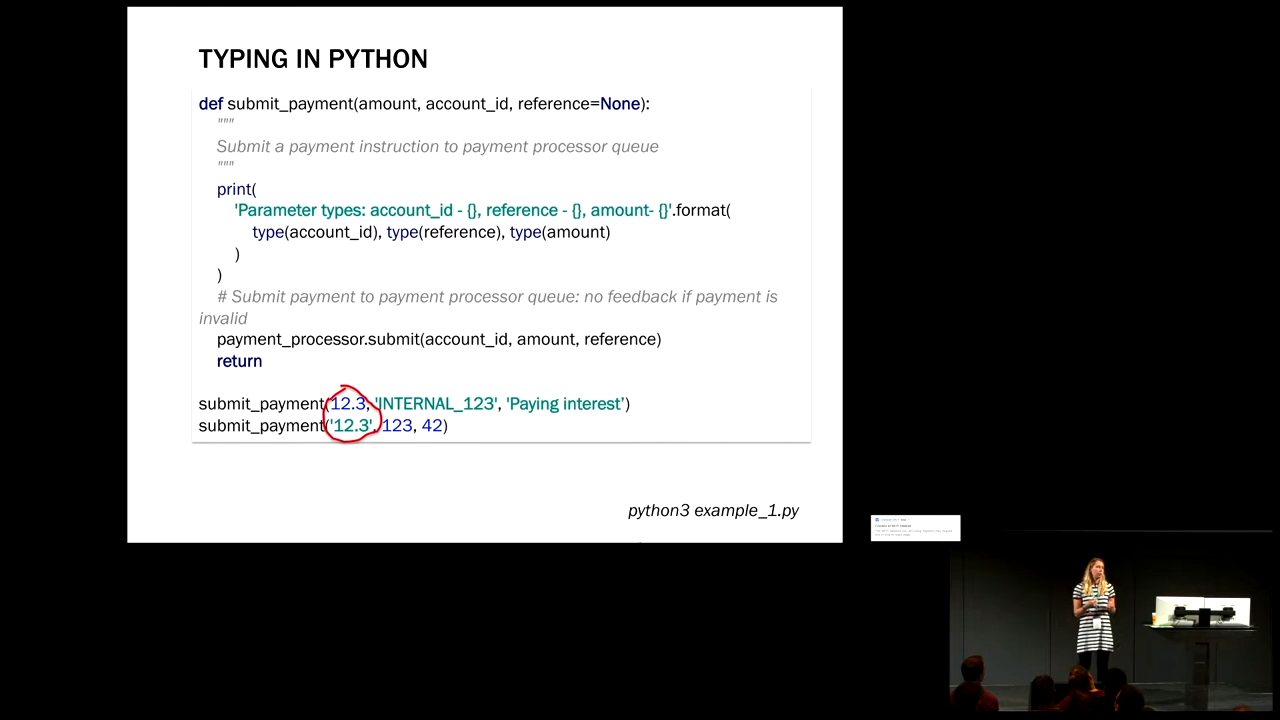 TYPING IN PYTHON
def submit_payment(amount, account_id, reference=None):
"""
Submit a payment instruction to payment processor queue
"""
print(
'Parameter types: account_id - {}, reference - {}, amount- {}'.format(
type(account_id), type(reference), type(amount)
)
)
# Submit payment to payment processor queue: no feedback if payment is
invalid
payment_processor.submit(account_id, amount, reference)
return
submit_payment(12.3, 'INTERNAL_123', 'Paying interest’)
submit_payment('12.3', 123, 42)
python3 example_1.py